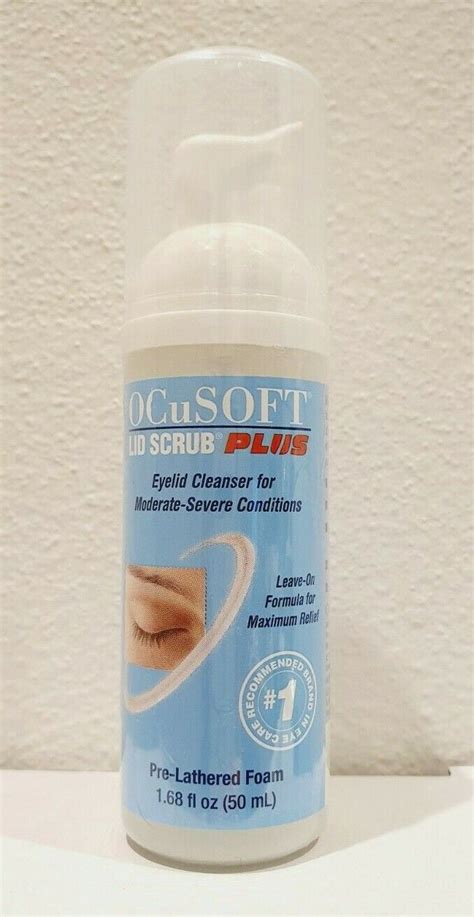 OCuSOFT®
LID SCRUB® PLUS
Eyelid Cleanser for
Moderate-Severe Conditions
Leave-On
Formula for
Maximum Relief
RECOMMENDED BRAND IN EYE CARE
#1
Pre-Lathered Foam
1.68 fl oz (50 mL)